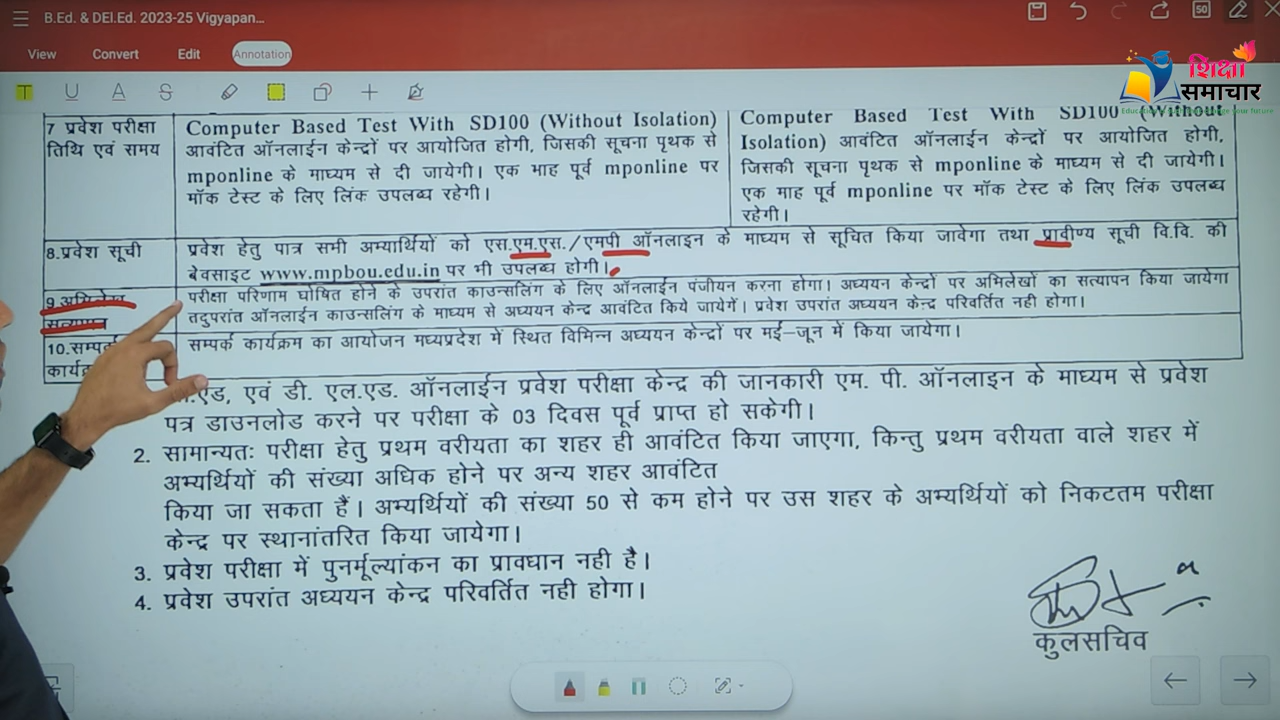 B.Ed. & DEl.Ed. 2023-25 Vigyapan...
50
View Convert Edit Annotation
शिक्षा
समाचार
7 प्रवेश परीक्षा
तिथि एवं समय
Computer Based Test With SD100 (Without Isolation)
आवंटित ऑनलाईन केन्द्रों पर आयोजित होगी, जिसकी सूचना पृथक से
mponline के माध्यम से दी जायेगी। एक भाह पूर्व mponline पर
मॉक टेस्ट के लिए लिंक उपलब्ध रहेगी।
Computer Based Test With SD100 Without
Isolation) आवंटित ऑनलाईन केन्द्रों पर आयोजित होगी,
जिसकी सूचना पृथक से mponline के माध्यम से दी जायेगी।
एक माह पूर्व mponline पर मॉक टेस्ट के लिए लिंक उपलब्ध
रहेगी।
8.प्रवेश सूची
प्रवेश हेतु पात्र सभी अभ्यार्थियों को एस.एम.एस./एमपी ऑनलाइन के माध्यम से सूचित किया जावेगा तथा प्रावीण्य सूची वि.वि. की
बेवसाइट www.mpbou.edu.in पर भी उपलब्ध होगी।
9.अभिलेख
सत्यापन
परीक्षा परिणाम घोषित होने के उपरांत काउन्सलिंग के लिए ऑनलाईन पंजीयन करना होगा। अध्ययन केन्द्रों पर अभिलेखों का सत्यापन किया जायेगा
तदुपरांत ऑनलाईन काउन्सलिंग के माध्यम से अध्ययन केन्द्र आवंटित किये जायेगें। प्रवेश उपरांत अध्ययन केन्द्र परिवर्तित नही होगा।
10.सम्पर्क
सम्पर्क कार्यक्रम का आयोजन मध्यप्रदेश में स्थित विभिन्न अध्ययन केन्द्रों पर मई–जून में किया जायेगा।
एवं डी. एल.एड. ऑनलाईन प्रवेश परीक्षा केन्द्र की जानकारी एम. पी. ऑनलाइन के माध्यम से प्रवेश
पत्र डाउनलोड करने पर परीक्षा के 03 दिवस पूर्व प्राप्त हो सकेगी।
2. सामान्यतः परीक्षा हेतु प्रथम वरीयता का शहर ही आवंटित किया जाएगा, किन्तु प्रथम वरीयता वाले शहर में
अभ्यर्थियों की संख्या अधिक होने पर अन्य शहर आवंटित
किया जा सकता हैं। अभ्यर्थियों की संख्या 50 से कम होने पर उस शहर के अभ्यर्थियों को निकटतम परीक्षा
केन्द्र पर स्थानांतरित किया जायेगा।
3. प्रवेश परीक्षा में पुनर्मूल्यांकन का प्रावधान नही है।
4. प्रवेश उपरांत अध्ययन केन्द्र परिवर्तित नही होगा।
कुलसचिव